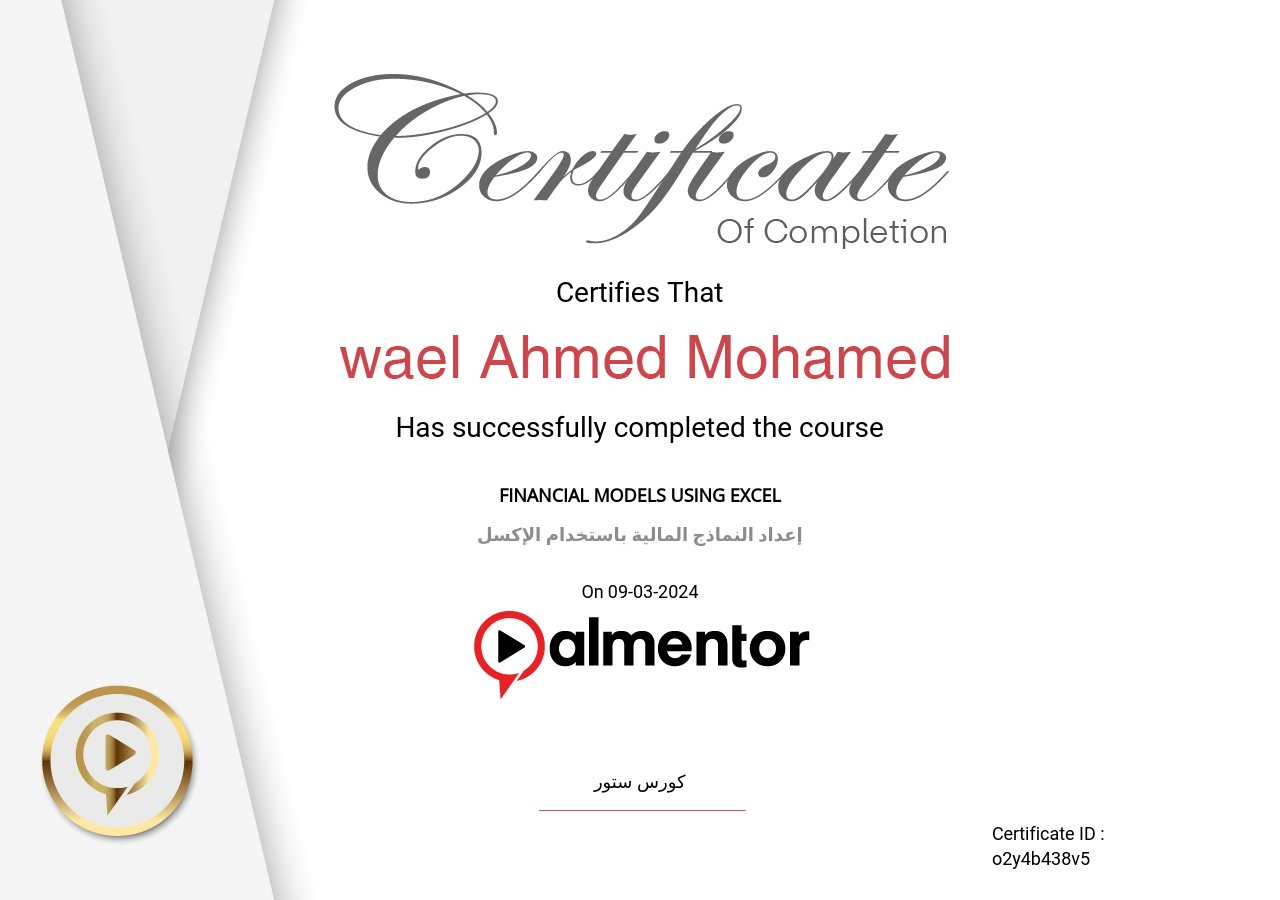 Certificate
Of Completion
Certifies That
wael Ahmed Mohamed
Has successfully completed the course
FINANCIAL MODELS USING EXCEL
إعداد النماذج المالية باستخدام الإكسل
On 09-03-2024
almentor
كورس ستور
Certificate ID :
o2y4b438v5